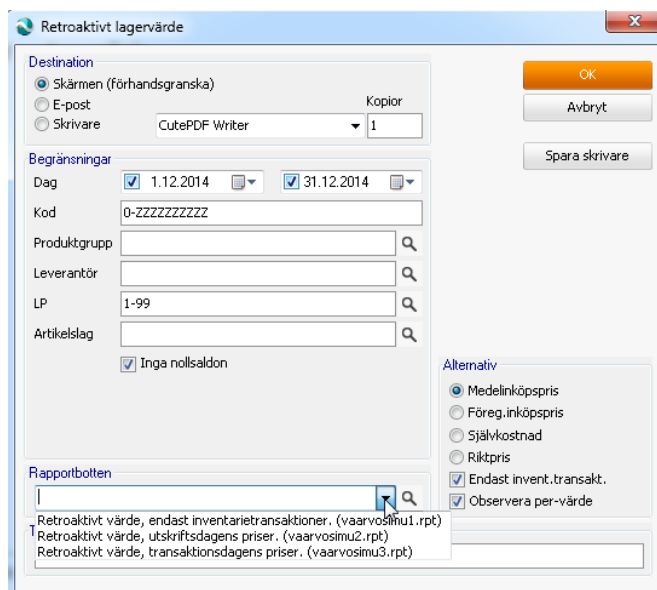 Retroaktivt lagervärde
Destination
Skärmen (förhandsgranska)
E-post
Kopior
Skrivare
CutePDF Writer
1
OK
Avbryt
Spara skrivare
Begränsningar
Dag
1.12.2014
31.12.2014
Kod
0-ZZZZZZZZZZ
Produktgrupp
Leverantör
LP
1-99
Artikelslag
Inga nollsaldon
Alternativ
Medelinköpspris
Föreg.inköpspris
Självkostnad
Riktpris
Endast invent.transakt.
Observera per-värde
Rapportbotten
Retroaktivt värde, endast inventarietransaktioner. (vaarvosimu1.rpt)
Retroaktivt värde, utskriftsdagens priser. (vaarvosimu2.rpt)
Retroaktivt värde, transaktionsdagens priser. (vaarvosimu3.rpt)